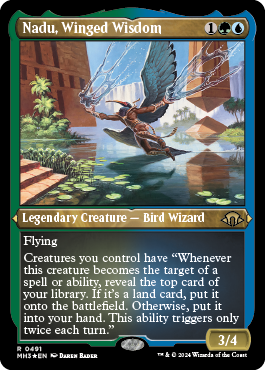 Nadu, Winged Wisdom 1
Legendary Creature — Bird Wizard
Flying
Creatures you control have “Whenever
this creature becomes the target of a
spell or ability, reveal the top card of
your library. If it's a land card, put it
onto the battlefield. Otherwise, put it
into your hand. This ability triggers only
twice each turn.”
3/4
R 0491
MH3★EN Daren Bader ™ & © 2024 Wizards of the Coast